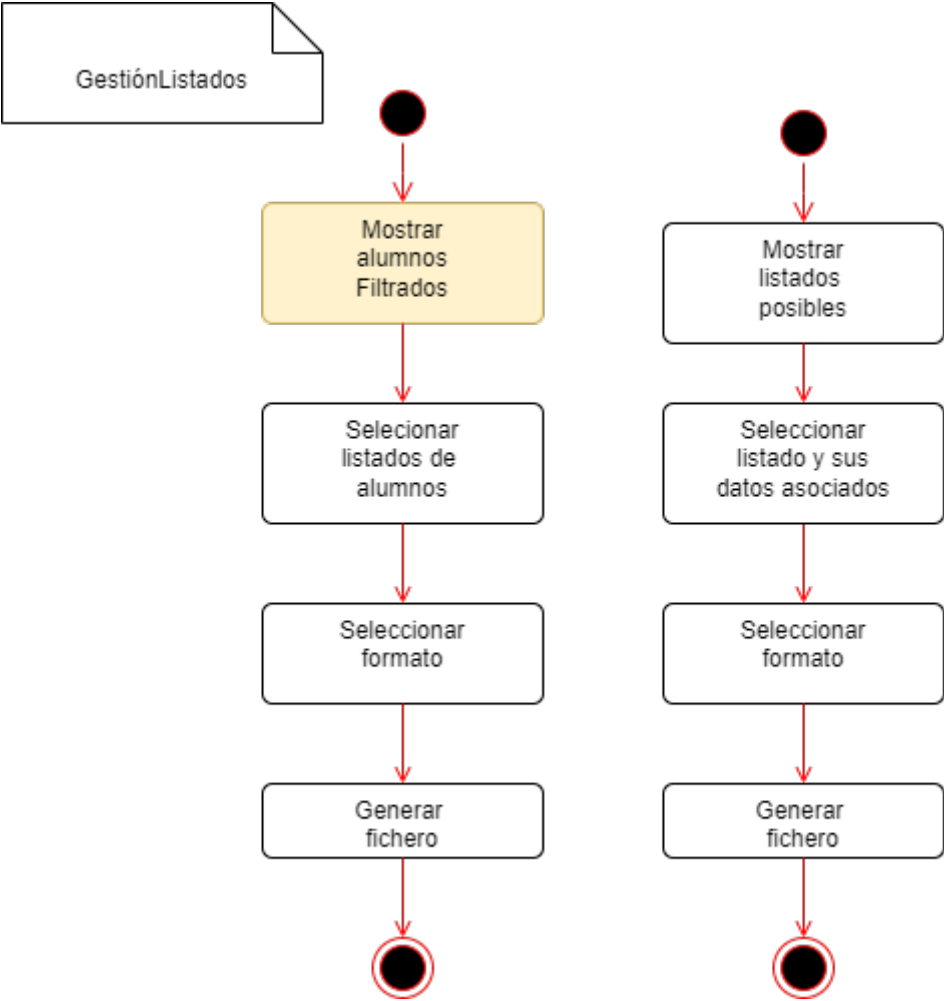 GestiónListados
Mostrar
alumnos
Filtrados
Selecionar
listados de
alumnos
Seleccionar
formato
Generar
fichero
Mostrar
listados
posibles
Seleccionar
listado y sus
datos asociados
Seleccionar
formato
Generar
fichero